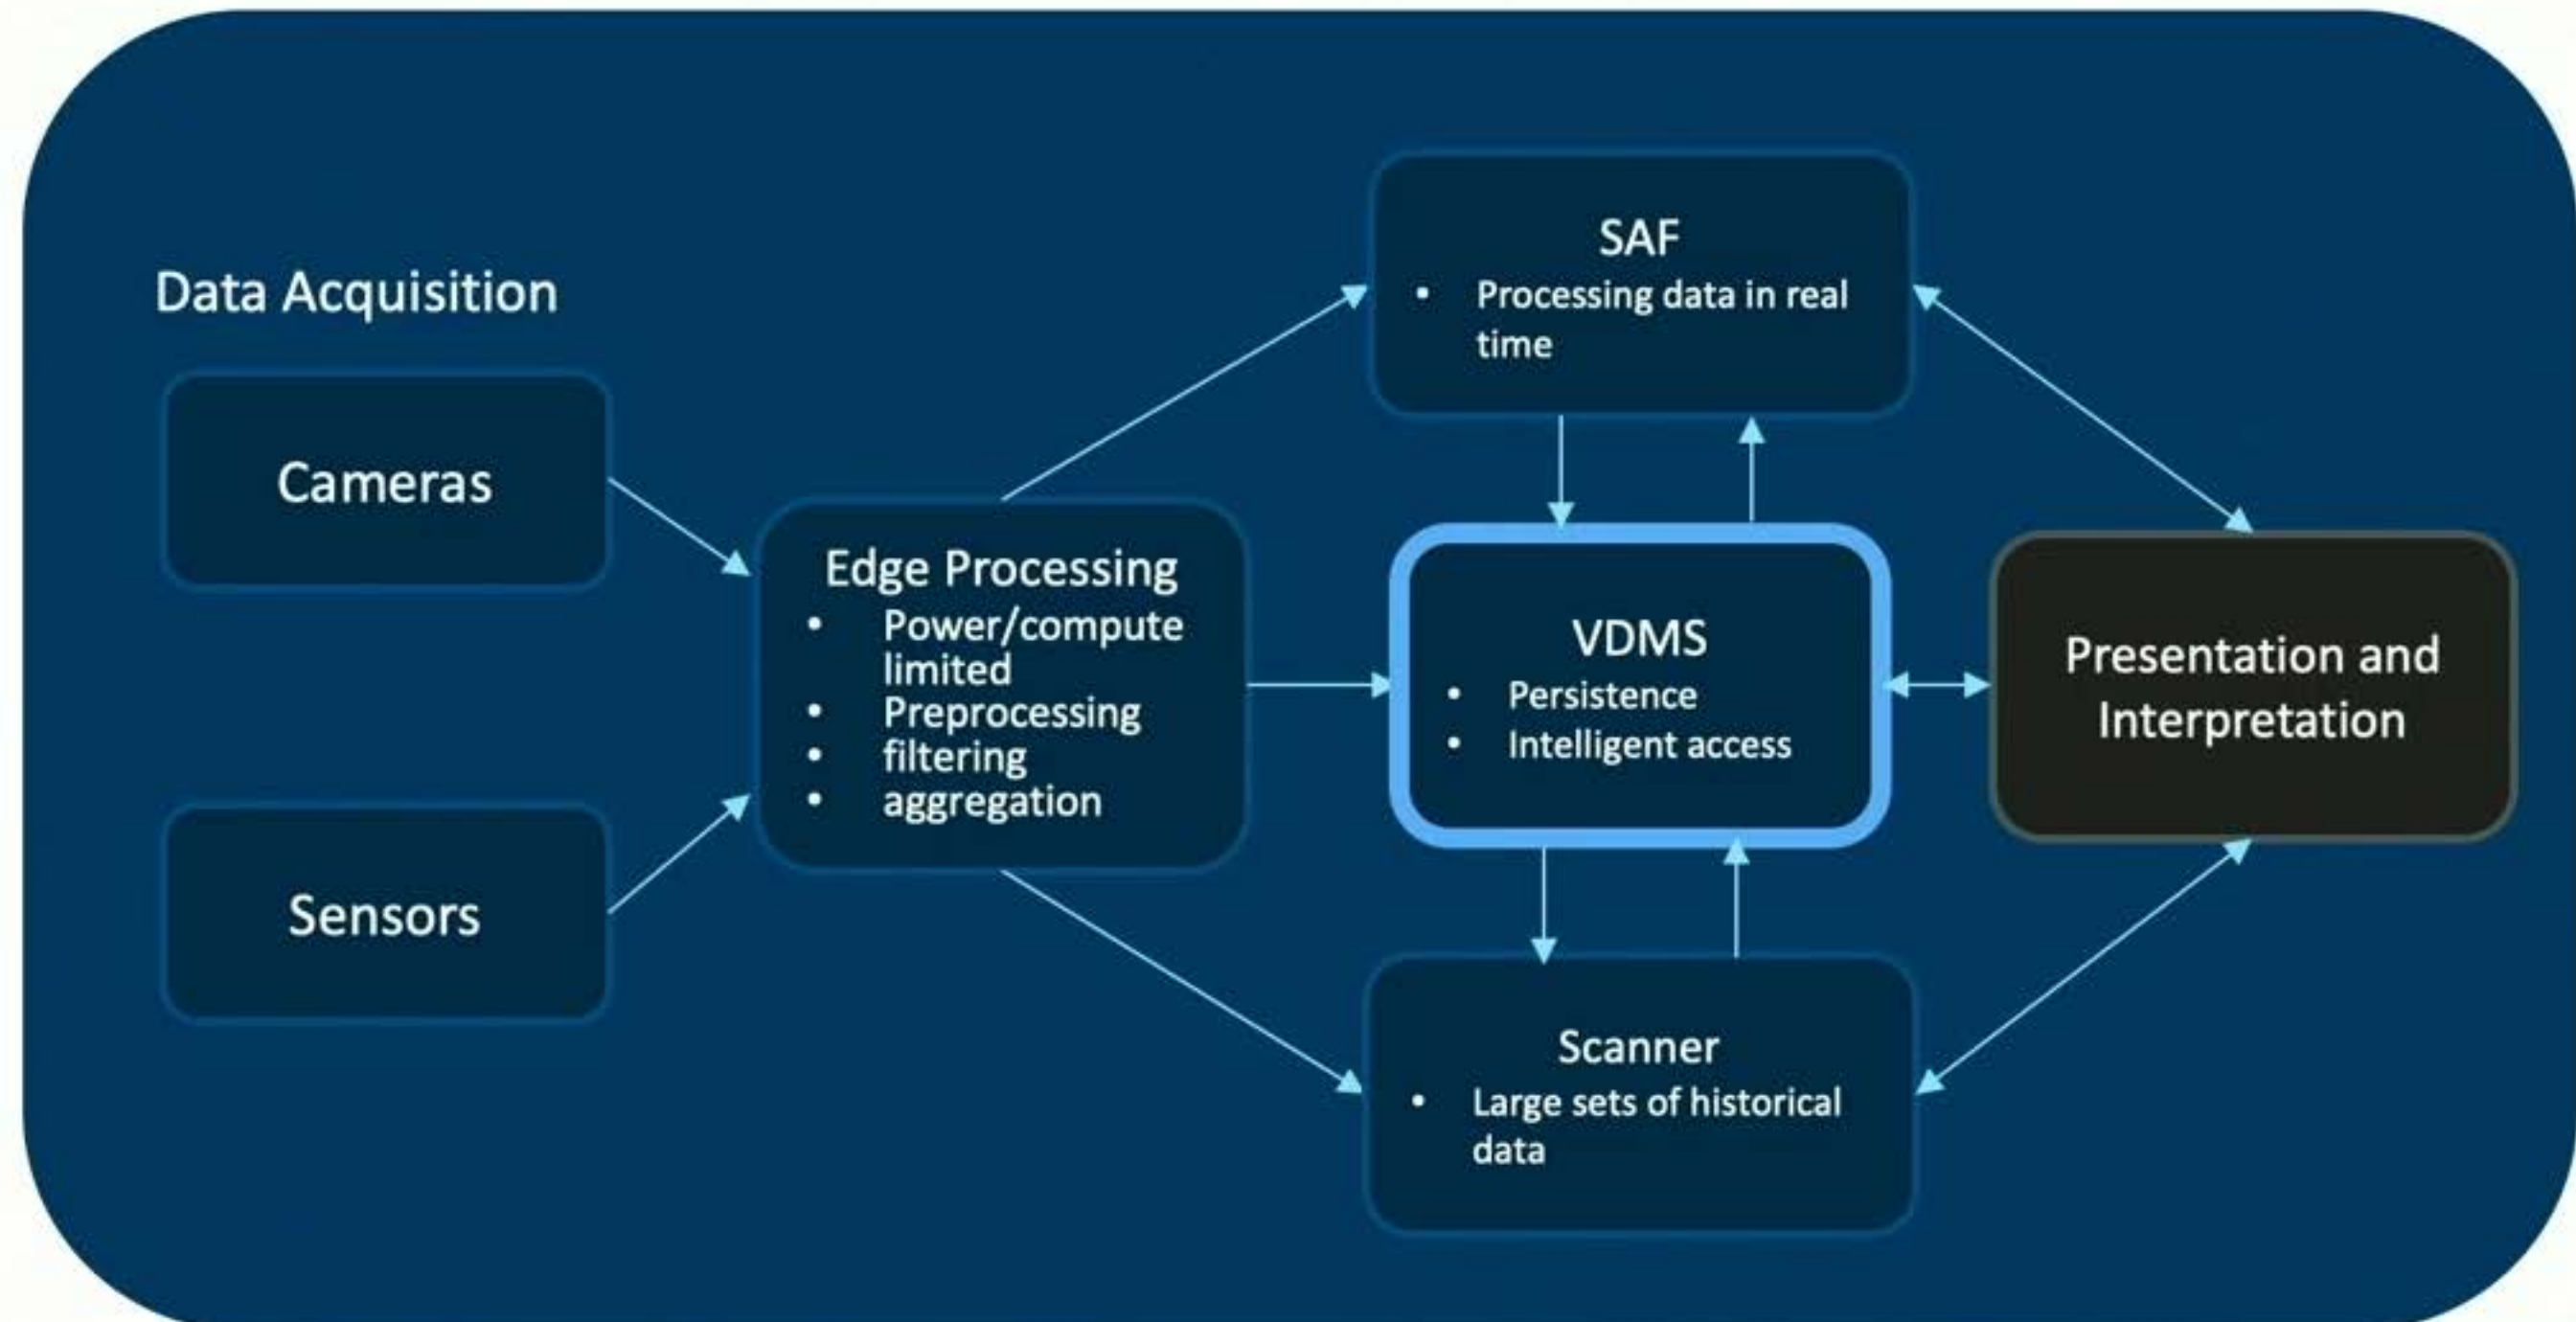 Data Acquisition
Cameras
Sensors
Edge Processing
• Power/compute
limited
• Preprocessing
• filtering
• aggregation
SAF
• Processing data in real
time
VDMS
• Persistence
• Intelligent access
Scanner
• Large sets of historical
data
Presentation and
Interpretation